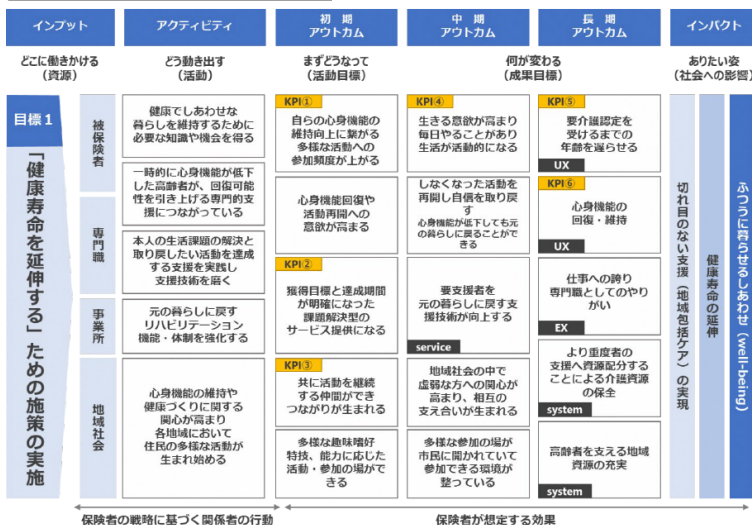 インプット
アクティビティ
初　期
アウトカム
中　期
アウトカム
長　期
アウトカム
インパクト
どこに働きかける
(資源)
どう動き出す
(活動)
まずどうなって
(活動目標)
何が変わる
(成果目標)
ありたい姿
(社会への影響)
目標１
「健康寿命を延伸する」ための施策の実施
被保険者
専門職
事業所
地域社会
健康でしあわせな
暮らしを維持するために
必要な知識や機会を得る
一時的に心身機能が低下
した高齢者が、回復可能
性を引き上げる専門的支
援につながっている
本人の生活課題の解決と
取り戻したい活動を達成
する支援を実践し
支援技術を磨く
元の暮らしに戻す
リハビリテーション
機能・体制を強化する
心身機能の維持や
健康づくりに関する
関心が高まり
各地域において
住民の多様な活動が
生まれ始める
KPI①
自らの心身機能の
維持向上に繋がる
多様な活動への
参加頻度が上がる
心身機能回復や
活動再開への
意欲が高まる
KPI②
獲得目標と達成期間
が明確になった
課題解決型の
サービス提供になる
KPI③
共に活動を継続
する仲間ができ
つながりが生まれる
多様な趣味嗜好
特技、能力に応じた
活動・参加の場がで
きる
KPI④
生きる意欲が高まり
毎日やることがあり
生活が活動的になる
しなくなった活動を
再開し自信を取り戻
す
心身機能が低下しても元
の暮らしに戻ることがで
きる
要支援者を
元の暮らしに戻す支
援技術が向上する
service
地域社会の中で
虚弱な方への関心が
高まり、相互の
支え合いが生まれる
多様な参加の場が
市民に開かれていて
参加できる環境が
整っている
KPI⑤
要介護認定を
受けるまでの
年齢を遅らせる
UX
KPI⑥
心身機能の
回復・維持
UX
仕事への誇り
専門職としてのやり
がい
EX
より重度者の
支援へ資源配分する
ことによる介護資源
の保全
system
高齢者を支える地域
資源の充実
system
切れ目のない支援（地域包括ケア）の実現
健康寿命の延伸
ふつうに暮らせるしあわせ（well-being）
保険者の戦略に基づく関係者の行動
保険者が想定する効果